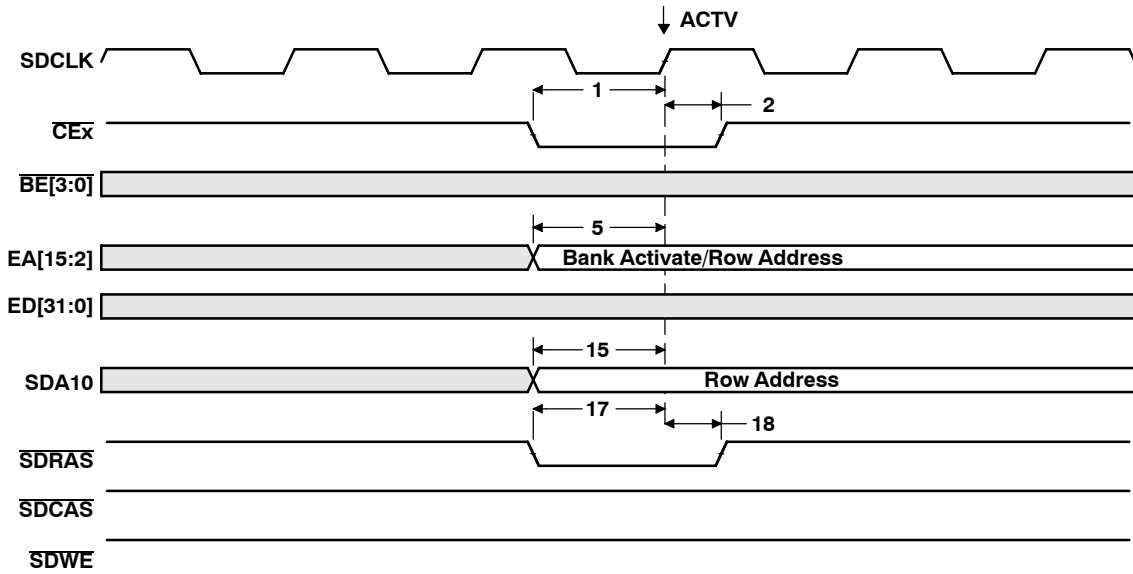 ACTV
SDCLK
1
2
CEx
BE[3:0]
5
EA[15:2]
Bank Activate/Row Address
ED[31:0]
15
SDA10
Row Address
17
18
SDRAS
SDCAS
SDWE